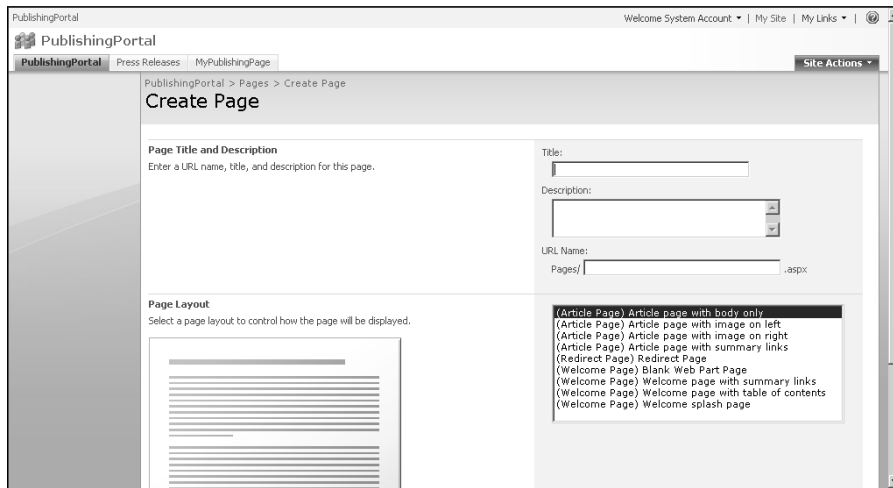 PublishingPortal
Welcome System Account ▾ | My Site | My Links ▾ |
PublishingPortal
PublishingPortal Press Releases MyPublishingPage
Site Actions ▾
PublishingPortal > Pages > Create Page
Create Page
Page Title and Description
Enter a URL name, title, and description for this page.
Title:
Description:
URL Name:
Pages/ .aspx
Page Layout
Select a page layout to control how the page will be displayed.
(Article Page) Article page with body only
(Article Page) Article page with image on left
(Article Page) Article page with image on right
(Article Page) Article page with summary links
(Redirect Page) Redirect Page
(Welcome Page) Blank Web Part Page
(Welcome Page) Welcome page with summary links
(Welcome Page) Welcome page with table of contents
(Welcome Page) Welcome splash page